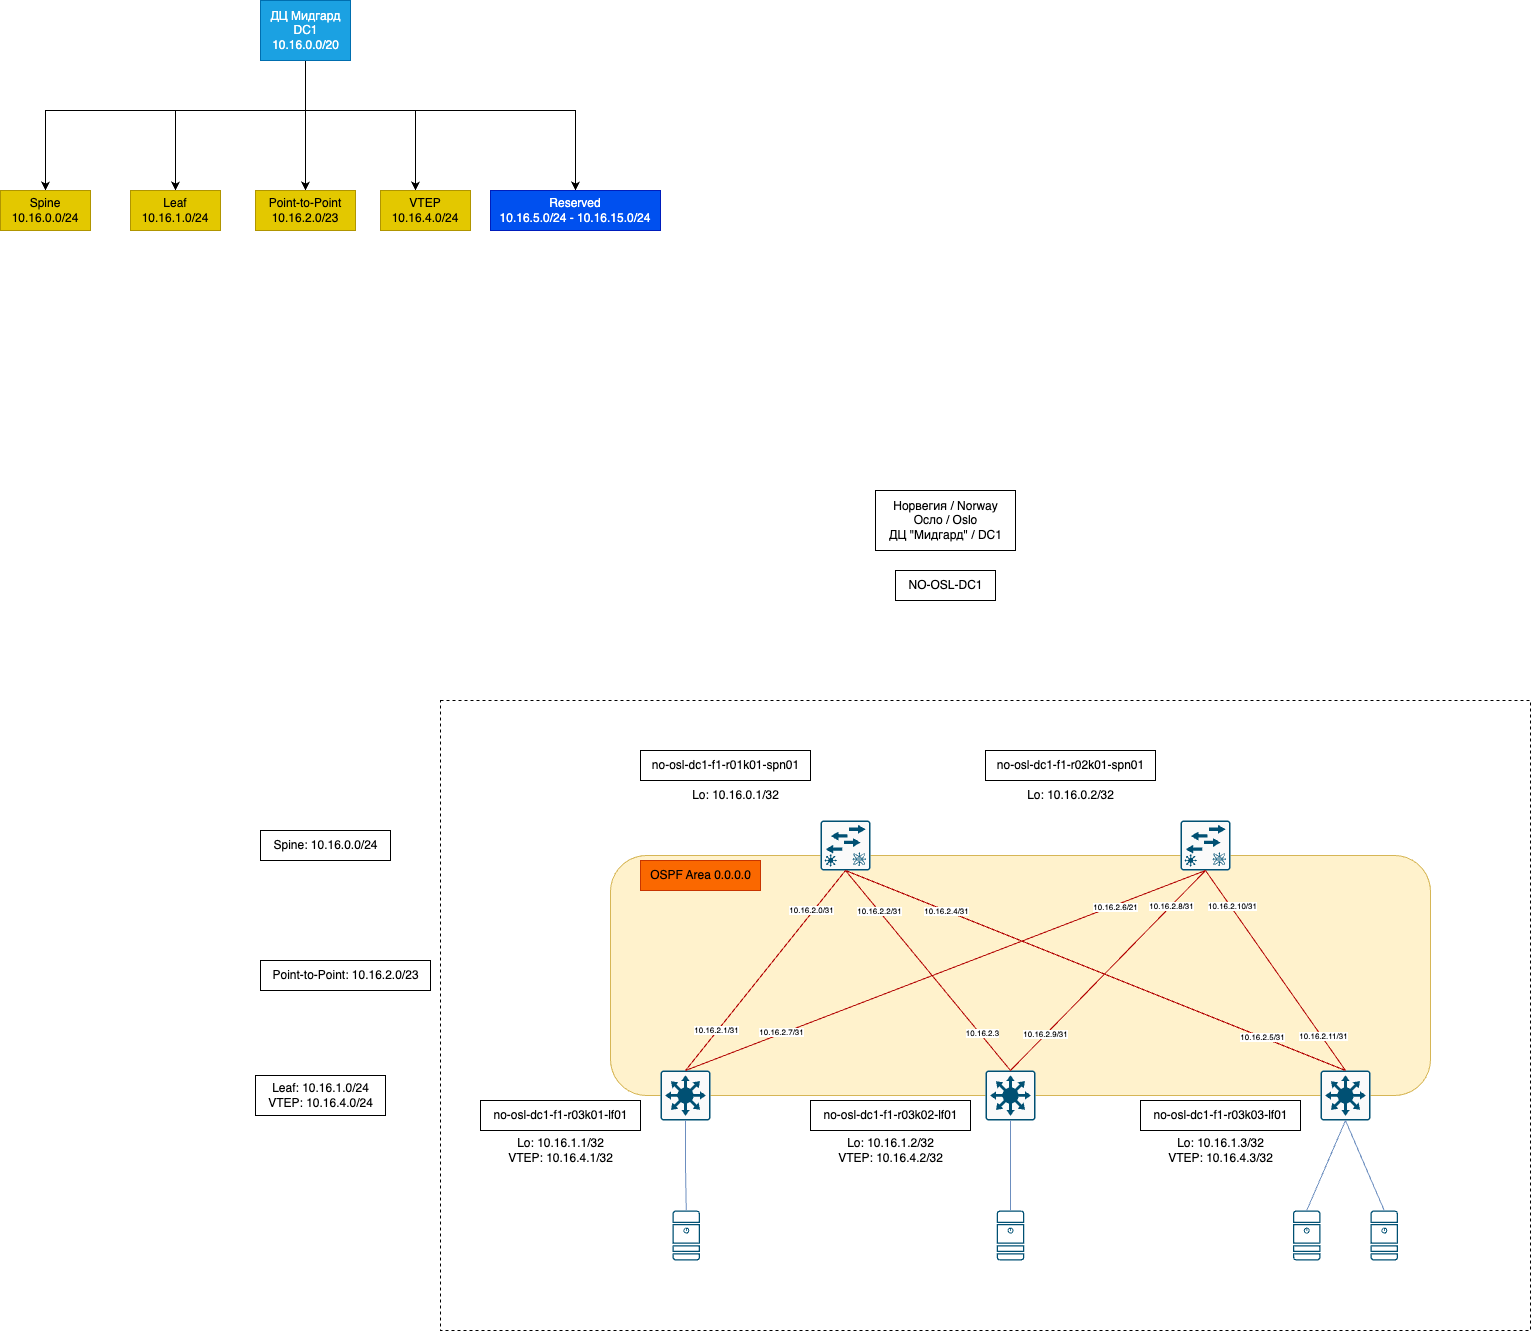 ДЦ Мидгард
DC1
10.16.0.0/20
Spine
10.16.0.0/24
Leaf
10.16.1.0/24
Point-to-Point
10.16.2.0/23
VTEP
10.16.4.0/24
Reserved
10.16.5.0/24 - 10.16.15.0/24
Норвегия / Norway
Осло / Oslo
ДЦ "Мидгард" / DC1
NO-OSL-DC1
no-osl-dc1-f1-r01k01-spn01
Lo: 10.16.0.1/32
no-osl-dc1-f1-r02k01-spn01
Lo: 10.16.0.2/32
Spine: 10.16.0.0/24
OSPF Area 0.0.0.0
10.16.2.0/31
10.16.2.2/31
10.16.2.4/31
10.16.2.6/21
10.16.2.8/31
10.16.2.10/31
Point-to-Point: 10.16.2.0/23
10.16.2.1/31
10.16.2.7/31
10.16.2.3
10.16.2.9/31
10.16.2.5/31
10.16.2.11/31
Leaf: 10.16.1.0/24
VTEP: 10.16.4.0/24
no-osl-dc1-f1-r03k01-lf01
Lo: 10.16.1.1/32
VTEP: 10.16.4.1/32
no-osl-dc1-f1-r03k02-lf01
Lo: 10.16.1.2/32
VTEP: 10.16.4.2/32
no-osl-dc1-f1-r03k03-lf01
Lo: 10.16.1.3/32
VTEP: 10.16.4.3/32